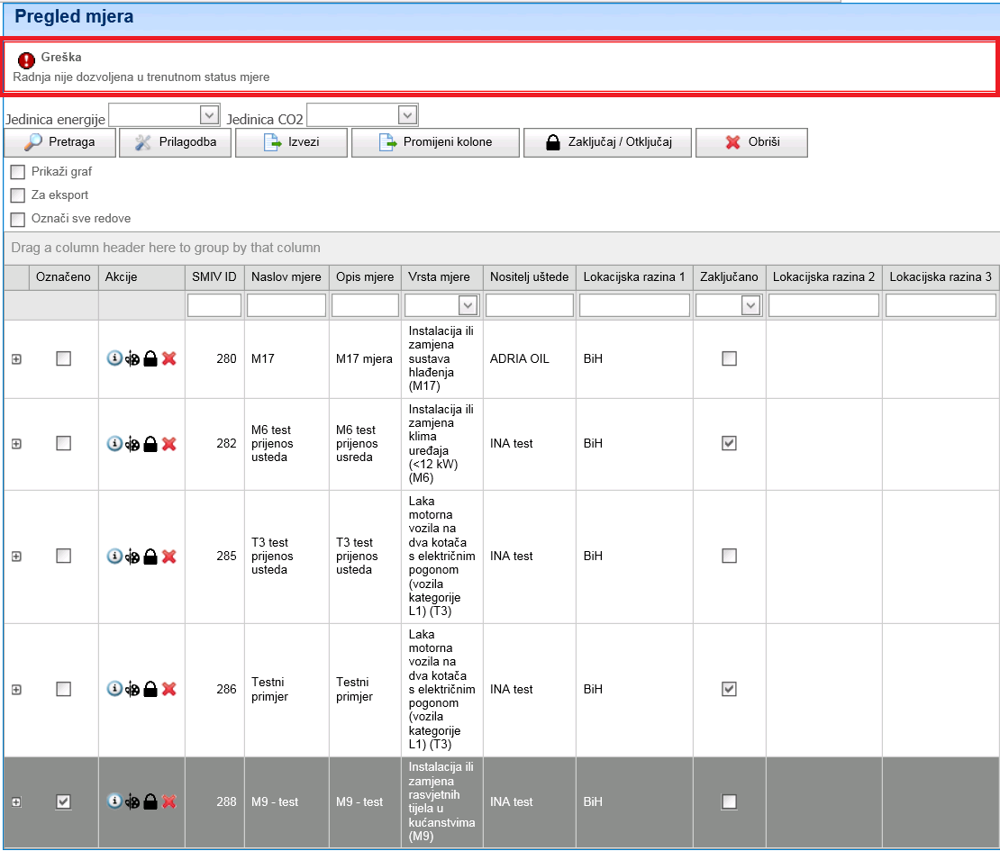 Pregled mjera
Greška
Radnja nije dozvoljena u trenutnom status mjere
Jedinica energije Jedinica CO2
Pretraga Prilagodba Izvezi Promijeni kolone Zaključaj / Otključaj Obriši
Prikaži graf
Za eksport
Označi sve redove
Drag a column header here to group by that column
Označeno Akcije SMIV ID Naslov mjere Opis mjere Vrsta mjere Nositelj uštede Lokacijska razina 1 Zaključano Lokacijska razina 2 Lokacijska razina 3
280 M17 M17 mjera
Instalacija ili
zamjena
sustava
hlađenja
(M17)
ADRIA OIL BiH
282
M6 test
prijenos
usteda
M6 test
prijenos
usreda
Instalacija ili
zamjena
klima
uređaja
(<12 kW)
(M6)
INA test BiH
285
T3 test
prijenos
usteda
T3 test
prijenos
usteda
Laka
motorna
vozila na
dva kotača
s električnim
pogonom
(vozila
kategorije
L1) (T3)
INA test BiH
286
Testni
primjer
Testni
primjer
Laka
motorna
vozila na
dva kotača
s električnim
pogonom
(vozila
kategorije
L1) (T3)
INA test BiH
288 M9 - test M9 - test
Instalacija ili
zamjena
rasvjetnih
tijela u
kućanstvima
(M9)
INA test BiH